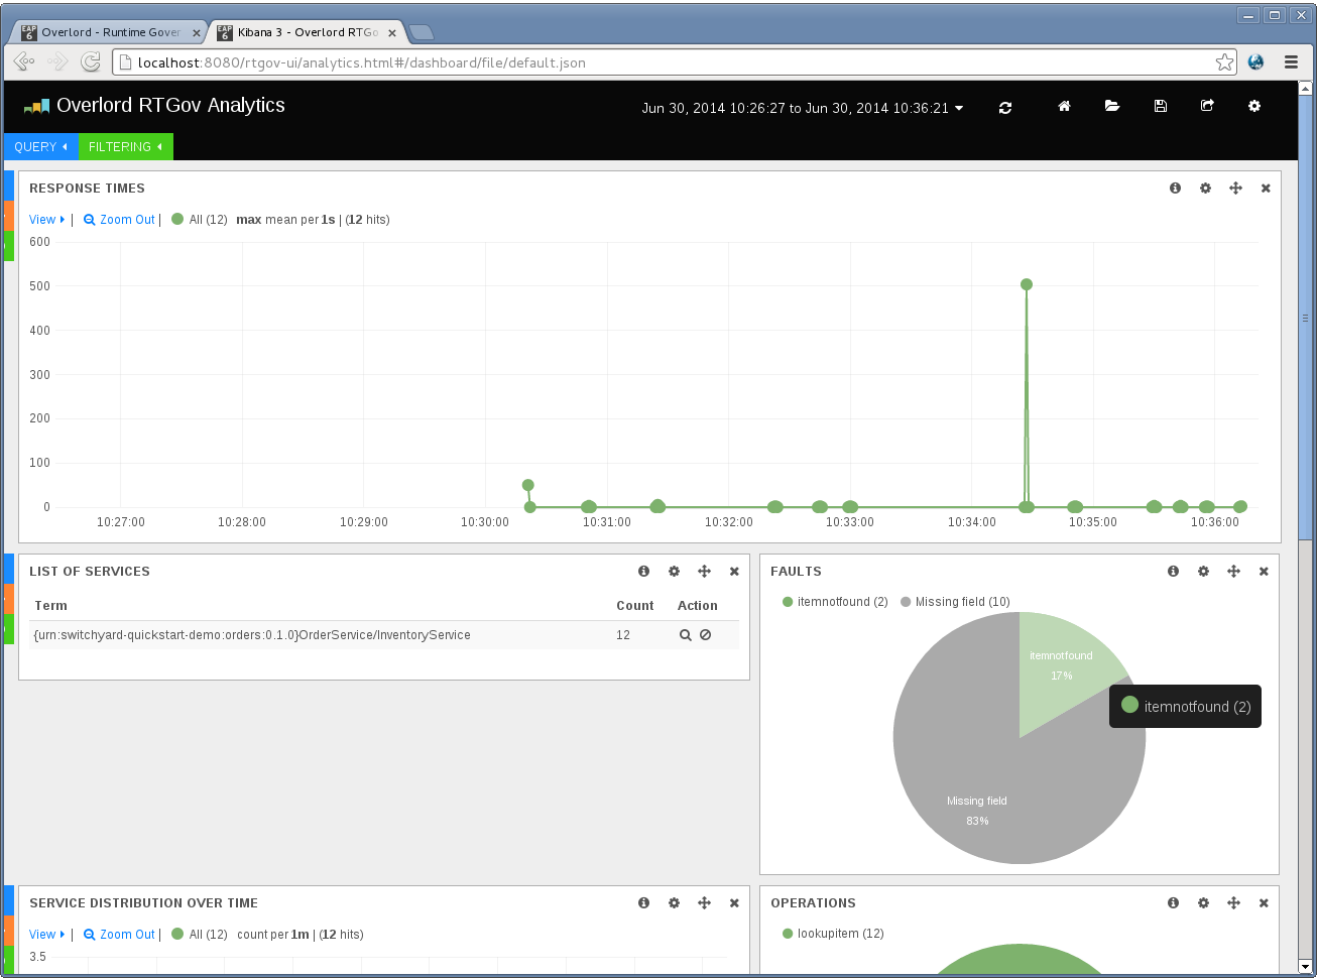 Overlord - Runtime Gover
Kibana 3 - Overlord RTGo
localhost:8080/rtgov-ui/analytics.html#/dashboard/file/default.json
Overlord RTGov Analytics
Jun 30, 2014 10:26:27 to Jun 30, 2014 10:36:21
QUERY
FILTERING
RESPONSE TIMES
View | Zoom Out | All (12) max mean per 1s | (12 hits)
600
500
400
300
200
100
0
10:27:00 10:28:00 10:29:00 10:30:00 10:31:00 10:32:00 10:33:00 10:34:00 10:35:00 10:36:00
LIST OF SERVICES
Term Count Action
{urn:switchyard-quickstart-demo:orders:0.1.0}OrderService/InventoryService 12
FAULTS
itemnotfound (2) Missing field (10)
itemnotfound
17%
itemnotfound (2)
Missing field
83%
SERVICE DISTRIBUTION OVER TIME
View | Zoom Out | All (12) count per 1m | (12 hits)
3.5
OPERATIONS
lookupitem (12)